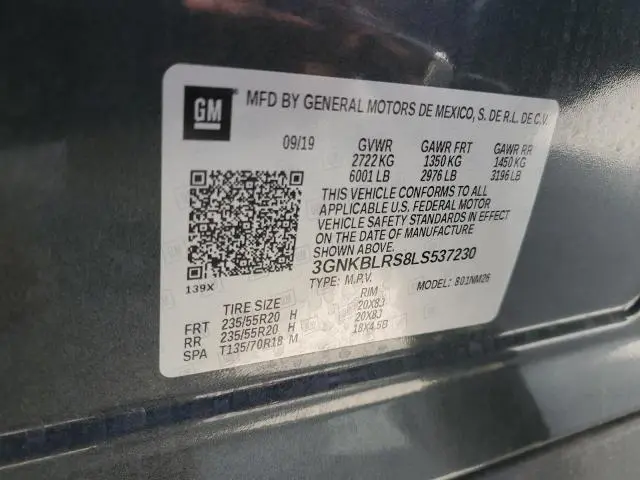 GM MFD BY GENERAL MOTORS DE MEXICO, S. DE R.L. DE C.V.
09/19 GVWR GAWR FRT GAWR RR
2722 KG 1350 KG 1450 KG
6001 LB 2976 LB 3196 LB
THIS VEHICLE CONFORMS TO ALL
APPLICABLE U.S. FEDERAL MOTOR
VEHICLE SAFETY STANDARDS IN EFFECT
ON THE DATE OF MANUFACTURE
SHOWN ABOVE.
3GNKBLRS8LS537230
139X TYPE: M.P.V. MODEL: 801NM26
TIRE SIZE RIM
FRT 235/55R20 H 20X8J
RR 235/55R20 H 20X8J
SPA T135/70R18 M 18X4.5B